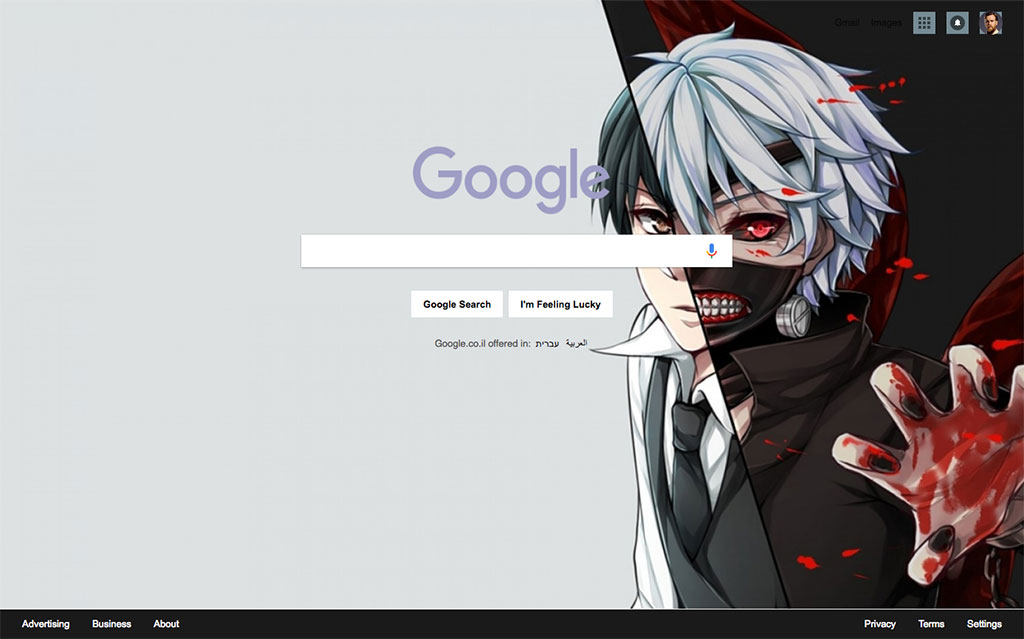 Gmail Images
Google
Google Search I'm Feeling Lucky
Google.co.il offered in: עברית العربية
Advertising Business About Privacy Terms Settings